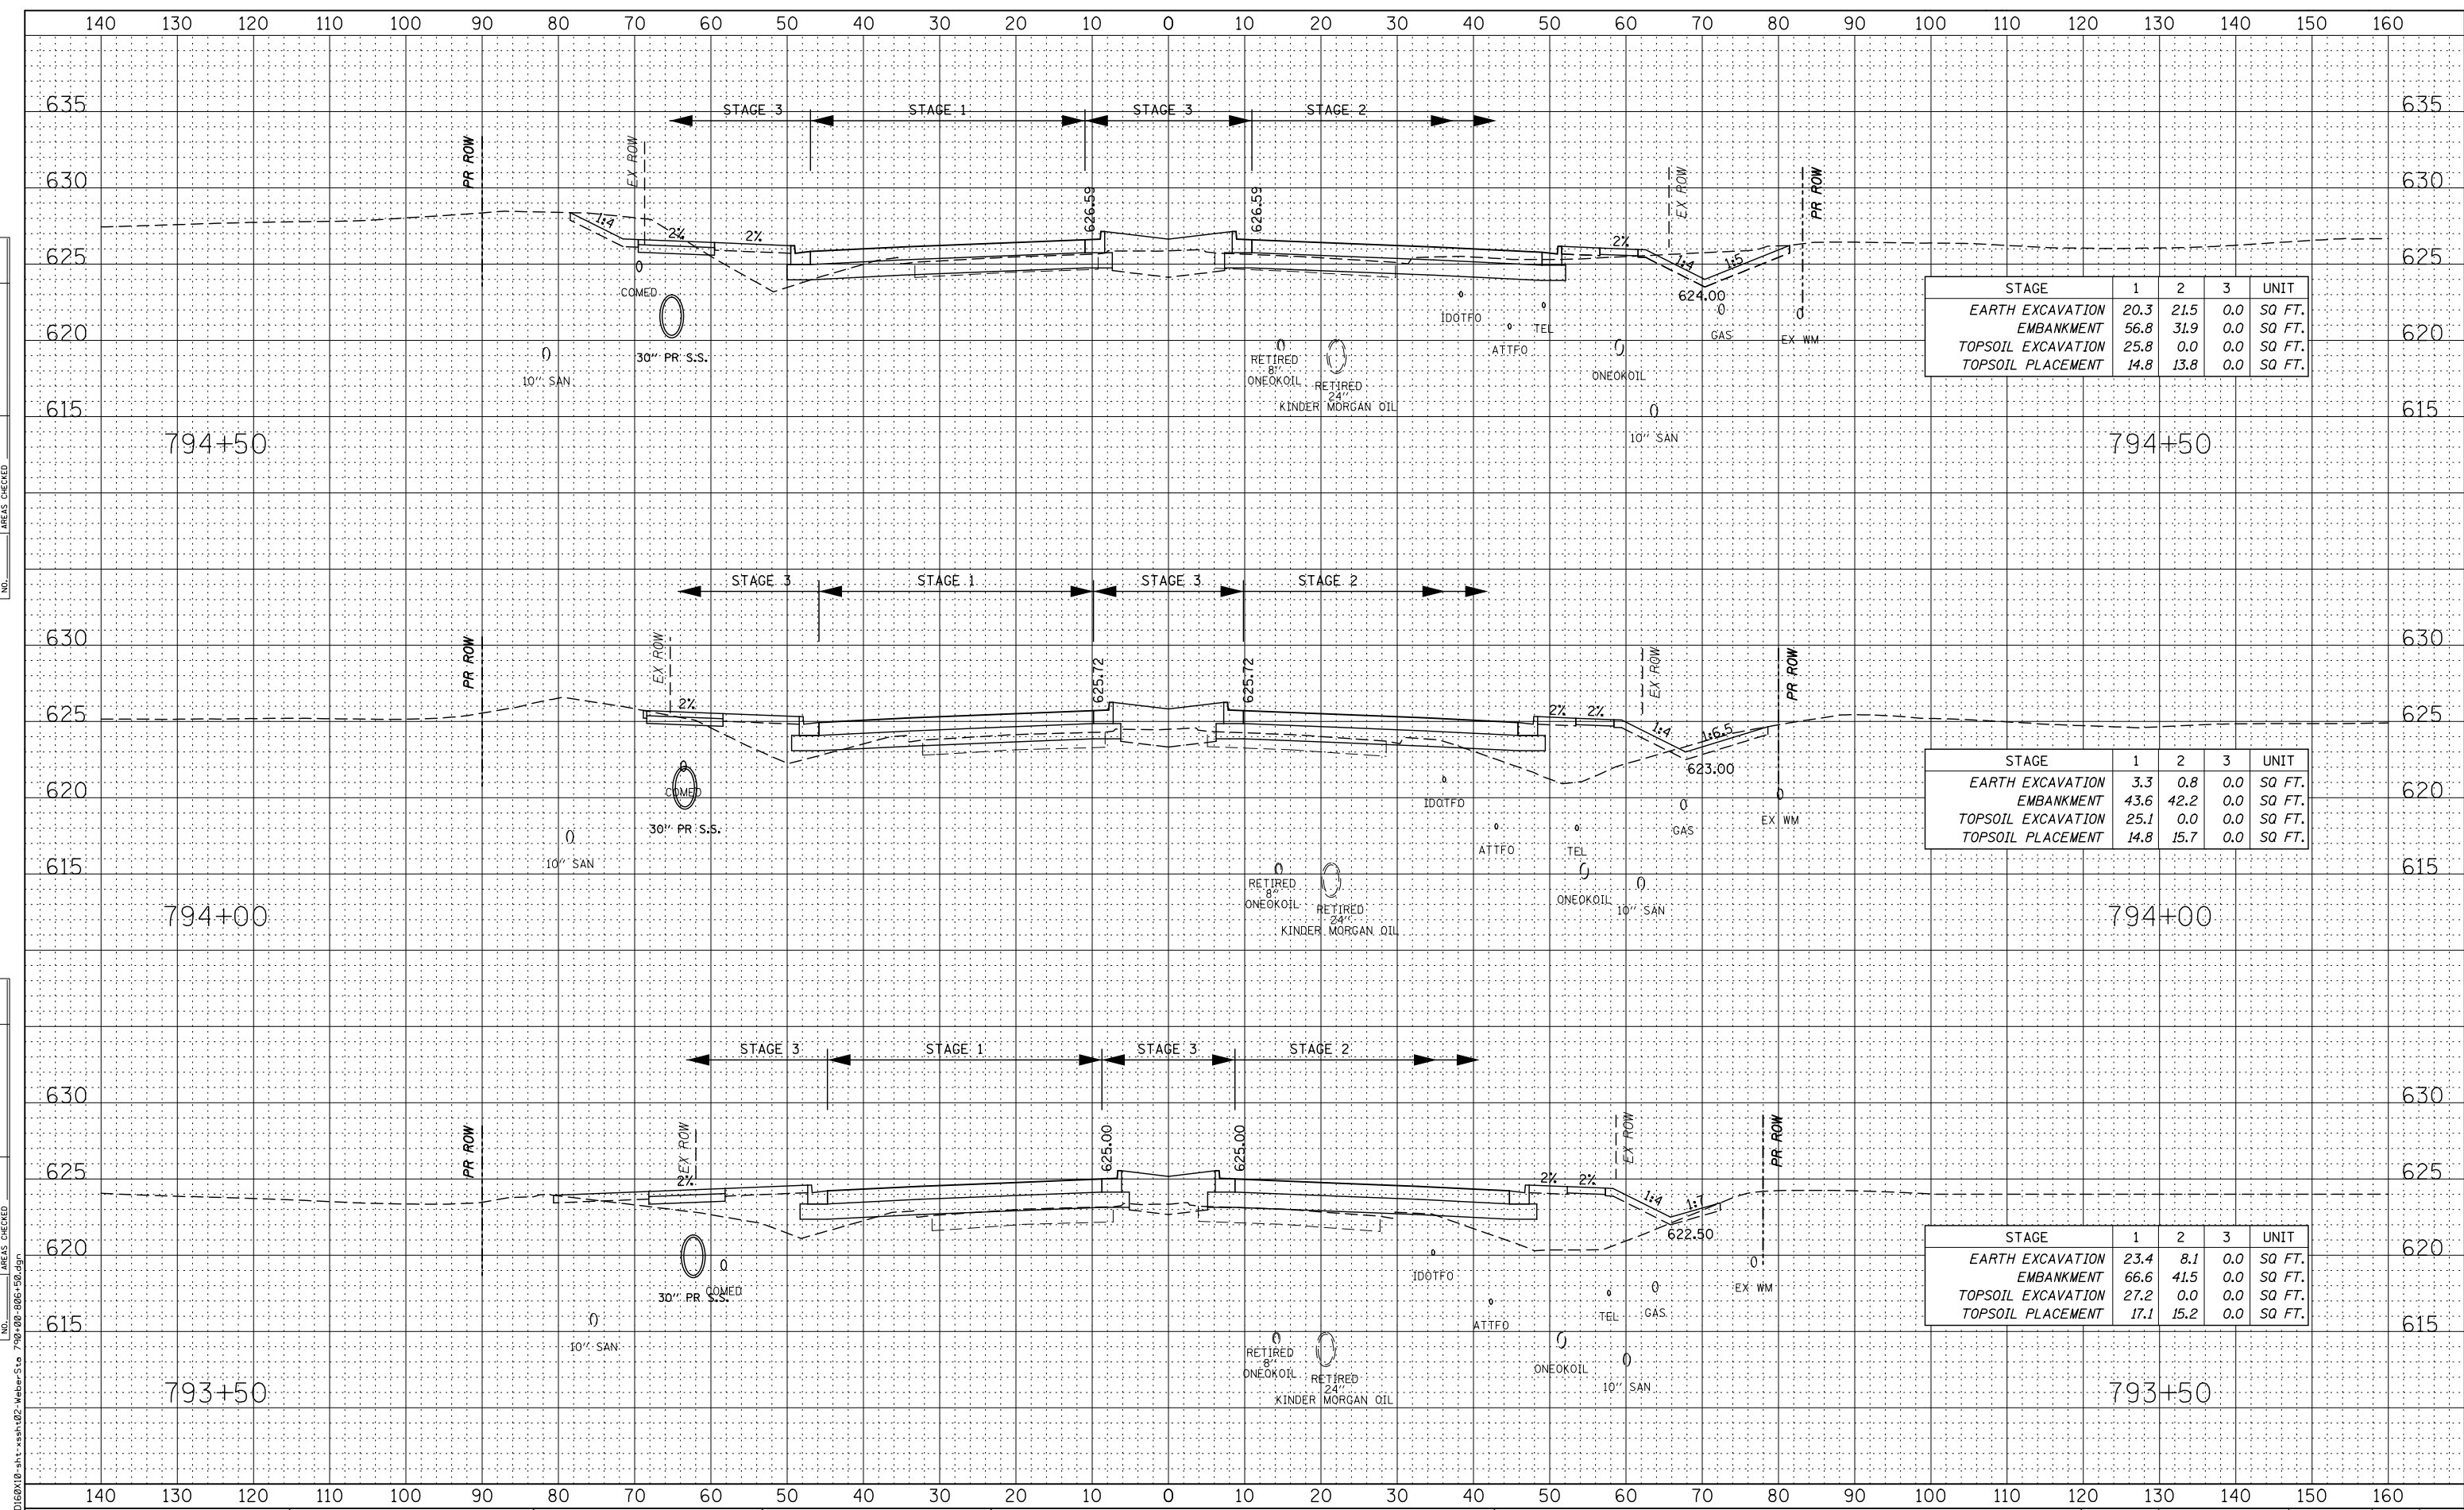 140 130 120 110 100 90 80 70 60 50 40 30 20 10 0 10 20 30 40 50 60 70 80 90 100 110 120 130 140 150 160
635 635
STAGE 3 STAGE 1 STAGE 3 STAGE 2
PR ROW EX ROW EX ROW PR ROW
630 630
626.59 626.59
1:4 2% 2% 2% 1:4 1:5
625 625
COMED 624.00
IDOTFO TEL GAS EX WM
620 620
30'' PR S.S. ATTFO
10'' SAN RETIRED 8'' ONEOKOIL
RETIRED 24'' KINDER MORGAN OIL
ONEOKOIL
615 615
10'' SAN
794+50 794+50
STAGE 1 2 3 UNIT
EARTH EXCAVATION 20.3 21.5 0.0 SQ FT.
EMBANKMENT 56.8 31.9 0.0 SQ FT.
TOPSOIL EXCAVATION 25.8 0.0 0.0 SQ FT.
TOPSOIL PLACEMENT 14.8 13.8 0.0 SQ FT.
STAGE 3 STAGE 1 STAGE 3 STAGE 2
630 630
PR ROW EX ROW EX ROW PR ROW
625.72 625.72
625 625
2% 2% 2% 1:4 1:6.5
623.00
620 620
COMED IDOTFO
30'' PR S.S. GAS EX WM
10'' SAN ATTFO TEL
615 615
RETIRED 8'' ONEOKOIL
RETIRED 24'' KINDER MORGAN OIL
ONEOKOIL 10'' SAN
794+00 794+00
STAGE 1 2 3 UNIT
EARTH EXCAVATION 3.3 0.8 0.0 SQ FT.
EMBANKMENT 43.6 42.2 0.0 SQ FT.
TOPSOIL EXCAVATION 25.1 0.0 0.0 SQ FT.
TOPSOIL PLACEMENT 14.8 15.7 0.0 SQ FT.
STAGE 3 STAGE 1 STAGE 3 STAGE 2
630 630
PR ROW EX ROW EX ROW PR ROW
625.00 625.00
625 625
2% 2% 2% 1:4 1:7
622.50
620 620
IDOTFO
COMED EX WM
30'' PR S.S.
TEL GAS
615 615
ATTFO
10'' SAN RETIRED 8'' ONEOKOIL
RETIRED 24'' KINDER MORGAN OIL
ONEOKOIL
10'' SAN
793+50 793+50
STAGE 1 2 3 UNIT
EARTH EXCAVATION 23.4 8.1 0.0 SQ FT.
EMBANKMENT 66.6 41.5 0.0 SQ FT.
TOPSOIL EXCAVATION 27.2 0.0 0.0 SQ FT.
TOPSOIL PLACEMENT 17.1 15.2 0.0 SQ FT.
140 130 120 110 100 90 80 70 60 50 40 30 20 10 0 10 20 30 40 50 60 70 80 90 100 110 120 130 140 150 160
NO. AREAS CHECKED
NO. AREAS CHECKED
D160X10-sht-xssht02-WeberSta 790+00-806+50.dgn